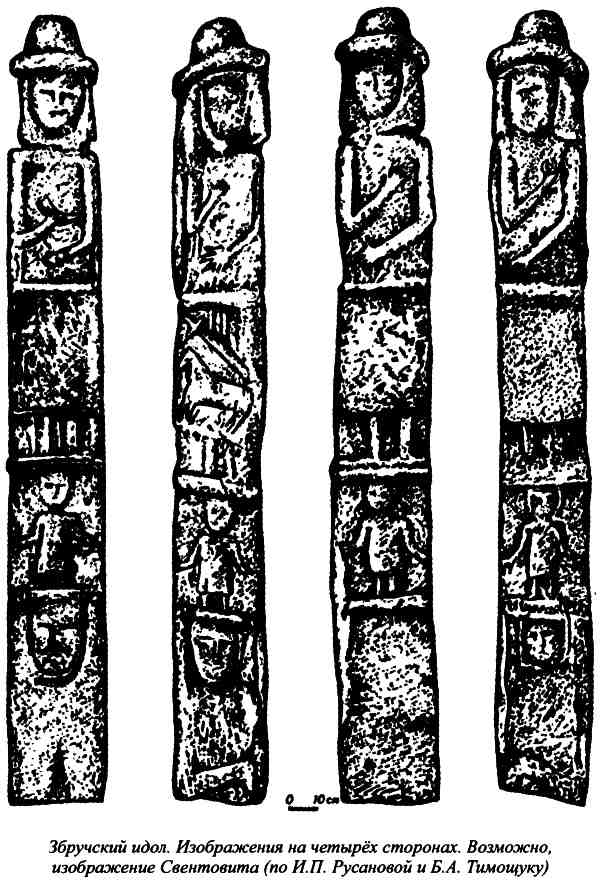 0 10 см
Збручский идол. Изображения на четырёх сторонах. Возможно,
изображение Свентовита (по И.П. Русановой и Б.А. Тимощуку)